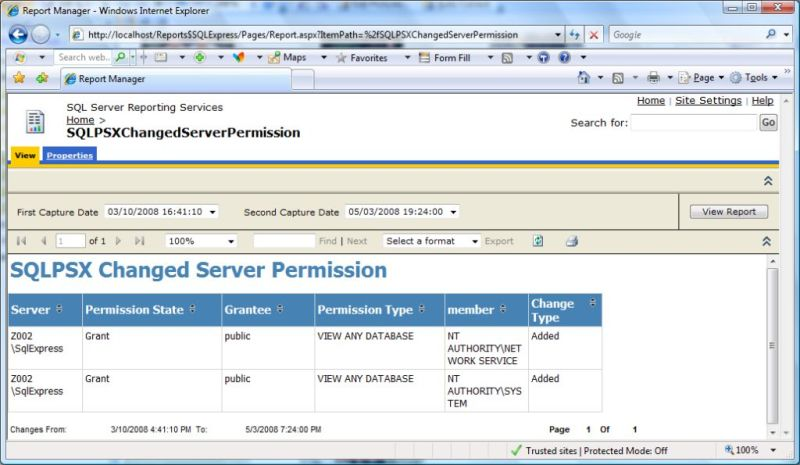 Report Manager - Windows Internet Explorer
http://localhost/Reports$SQLExpress/Pages/Report.aspx?ItemPath=%2fSQLPSXChangedServerPermission
Google
Search web...
Maps
Favorites
Form Fill
Report Manager
Page
Tools
SQL Server Reporting Services
Home >
SQLPSXChangedServerPermission
Home | Site Settings | Help
Search for:
Go
View
Properties
First Capture Date 03/10/2008 16:41:10
Second Capture Date 05/03/2008 19:24:00
View Report
1 of 1
100%
Find | Next
Select a format
Export
SQLPSX Changed Server Permission
Server Permission State Grantee Permission Type member Change Type
Z002 \SqlExpress Grant public VIEW ANY DATABASE NT AUTHORITY\NET WORK SERVICE Added
Z002 \SqlExpress Grant public VIEW ANY DATABASE NT AUTHORITY\SYS TEM Added
Changes From: 3/10/2008 4:41:10 PM To: 5/3/2008 7:24:00 PM Page 1 Of 1
Trusted sites | Protected Mode: Off
100%